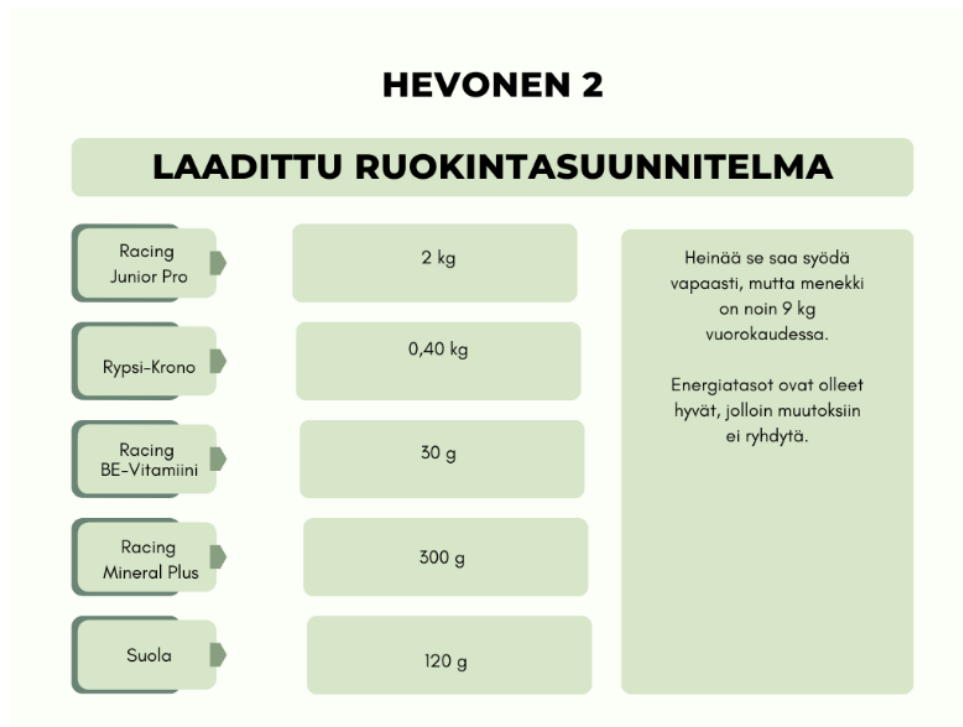 HEVONEN 2
LAADITTU RUOKINTASUUNNITELMA
Racing
Junior Pro
2 kg
Rypsi-Krono
0,40 kg
Racing
BE-Vitamiini
30 g
Racing
Mineral Plus
300 g
Suola
120 g
Heinää se saa syödä
vapaasti, mutta menekki
on noin 9 kg
vuorokaudessa.
Energiatasot ovat olleet
hyvät, jolloin muutoksiin
ei ryhdytä.